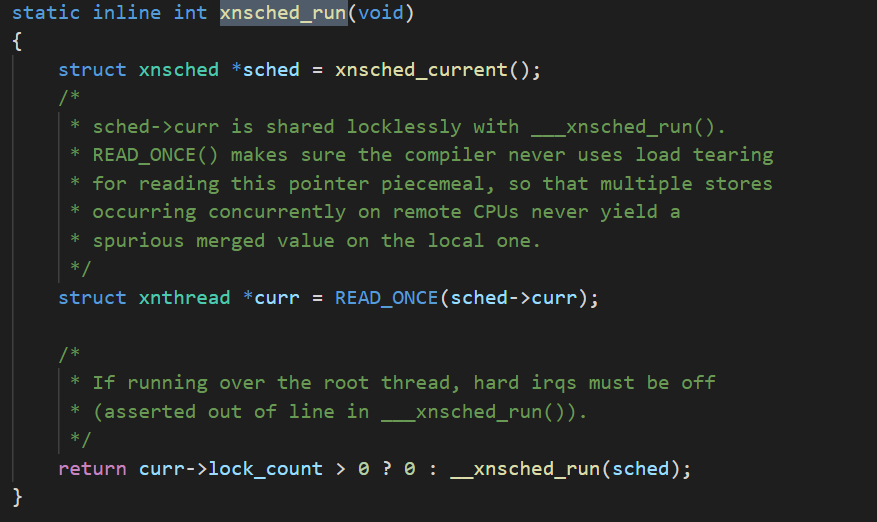 static inline int xnsched_run(void)
{
struct xnsched *sched = xnsched_current();
/*
* sched->curr is shared locklessly with ___xnsched_run().
* READ_ONCE() makes sure the compiler never uses load tearing
* for reading this pointer piecemeal, so that multiple stores
* occurring concurrently on remote CPUs never yield a
* spurious merged value on the local one.
*/
struct xnthread *curr = READ_ONCE(sched->curr);
/*
* If running over the root thread, hard irqs must be off
* (asserted out of line in ___xnsched_run()).
*/
return curr->lock_count > 0 ? 0 : __xnsched_run(sched);
}